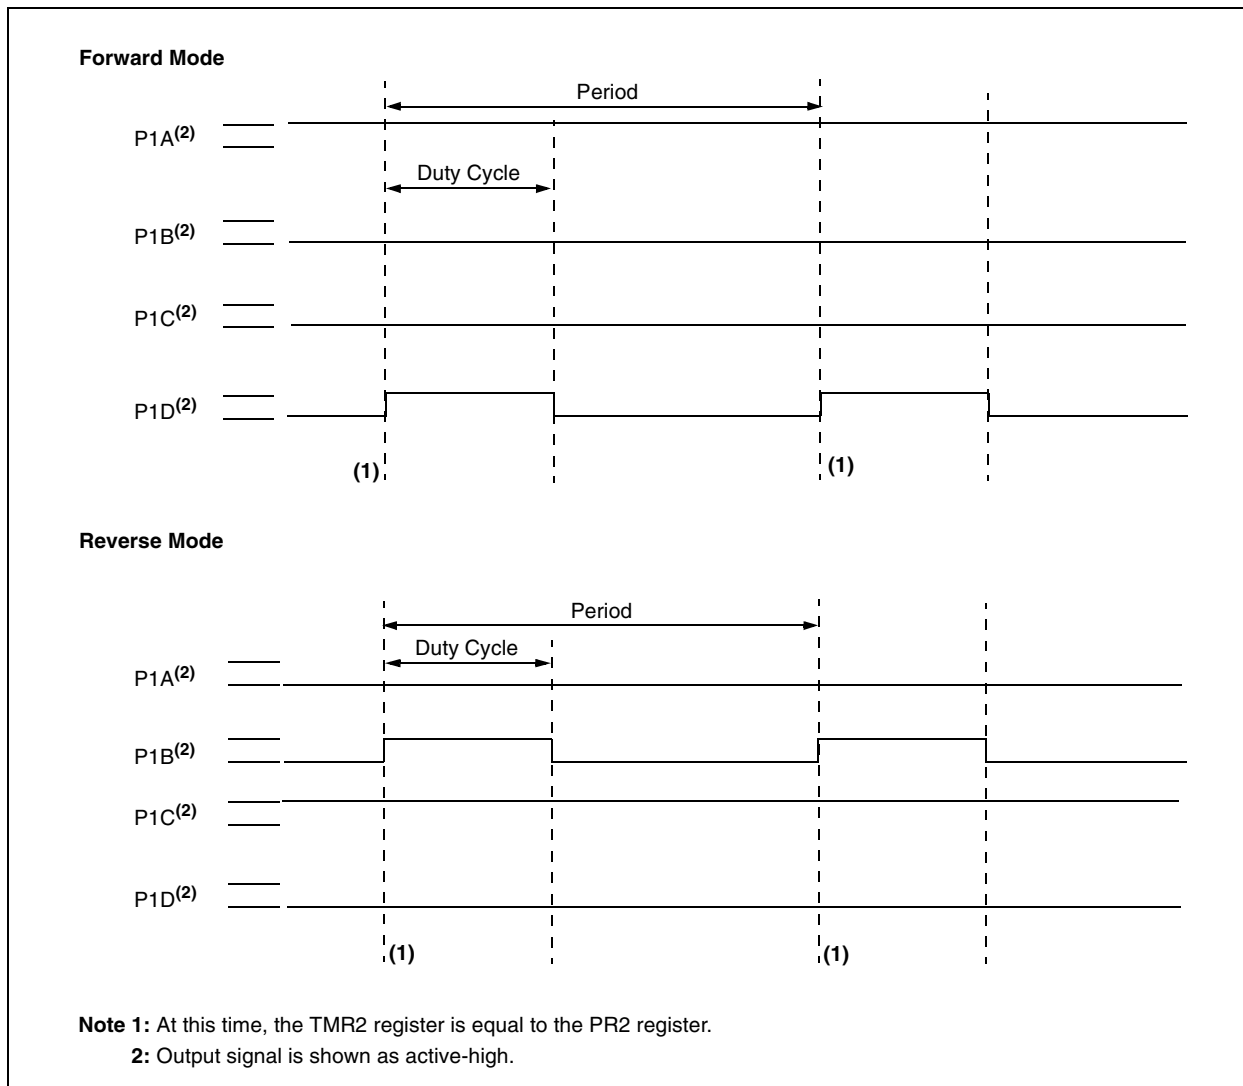 Forward Mode
Period
P1A(2)
Duty Cycle
P1B(2)
P1C(2)
P1D(2)
(1)
(1)
Reverse Mode
Period
Duty Cycle
P1A(2)
P1B(2)
P1C(2)
P1D(2)
(1)
(1)
Note 1: At this time, the TMR2 register is equal to the PR2 register.
2: Output signal is shown as active-high.